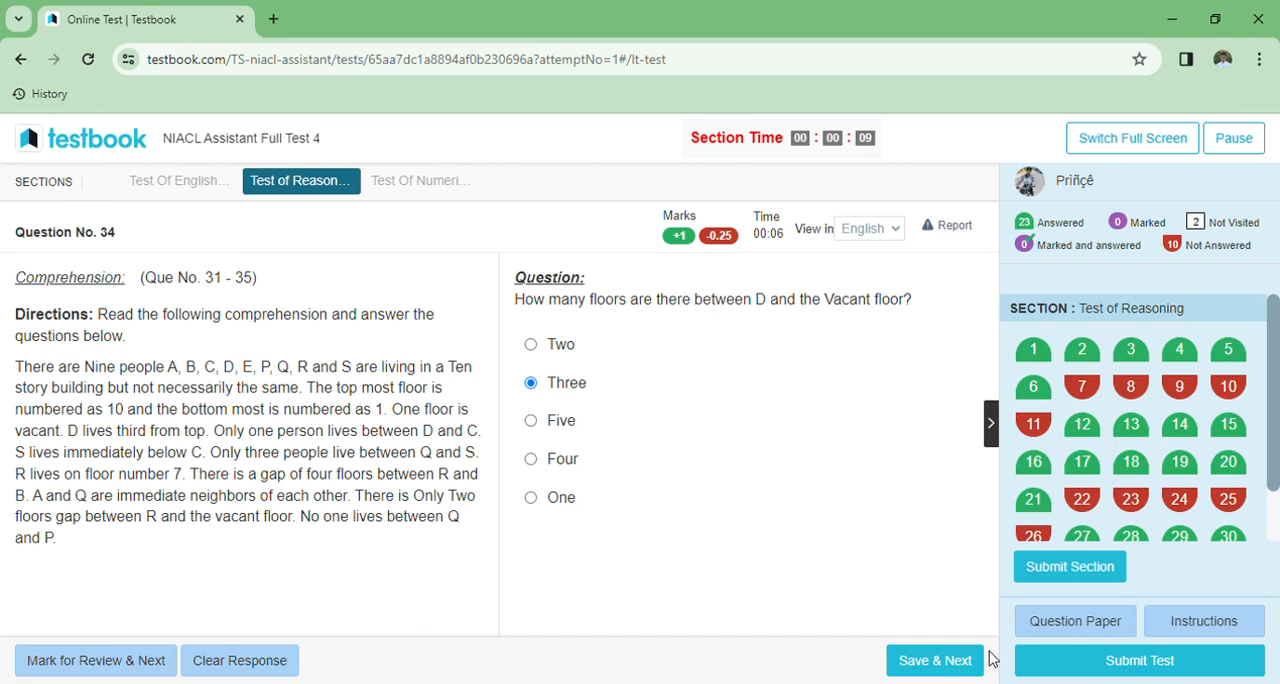 Online Test | Testbook
testbook.com/TS-niacl-assistant/tests/65aa7dc1a8894af0b230696a?attemptNo=1#/lt-test
History
testbook NIACL Assistant Full Test 4 Section Time 00 : 00 : 09 Switch Full Screen Pause
SECTIONS Test Of English... Test of Reason... Test Of Numeri...
Priñçê
Question No. 34
Marks
+1 -0.25
Time
00:06
View in English
Report
23 Answered 0 Marked 2 Not Visited
0 Marked and answered 10 Not Answered
Comprehension: (Que No. 31 - 35)
Directions: Read the following comprehension and answer the
questions below.
There are Nine people A, B, C, D, E, P, Q, R and S are living in a Ten
story building but not necessarily the same. The top most floor is
numbered as 10 and the bottom most is numbered as 1. One floor is
vacant. D lives third from top. Only one person lives between D and C.
S lives immediately below C. Only three people live between Q and S.
R lives on floor number 7. There is a gap of four floors between R and
B. A and Q are immediate neighbors of each other. There is Only Two
floors gap between R and the vacant floor. No one lives between Q
and P.
Question:
How many floors are there between D and the Vacant floor?
Two
Three
Five
Four
One
SECTION : Test of Reasoning
1 2 3 4 5
6 7 8 9 10
11 12 13 14 15
16 17 18 19 20
21 22 23 24 25
26 27 28 29 30
Submit Section
Question Paper Instructions
Mark for Review & Next Clear Response Save & Next Submit Test